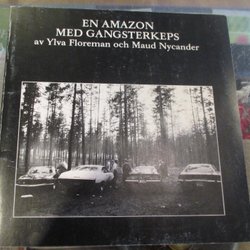 EN AMAZON
MED GANGSTERKEPS
av Ylva Floreman och Maud Nycander